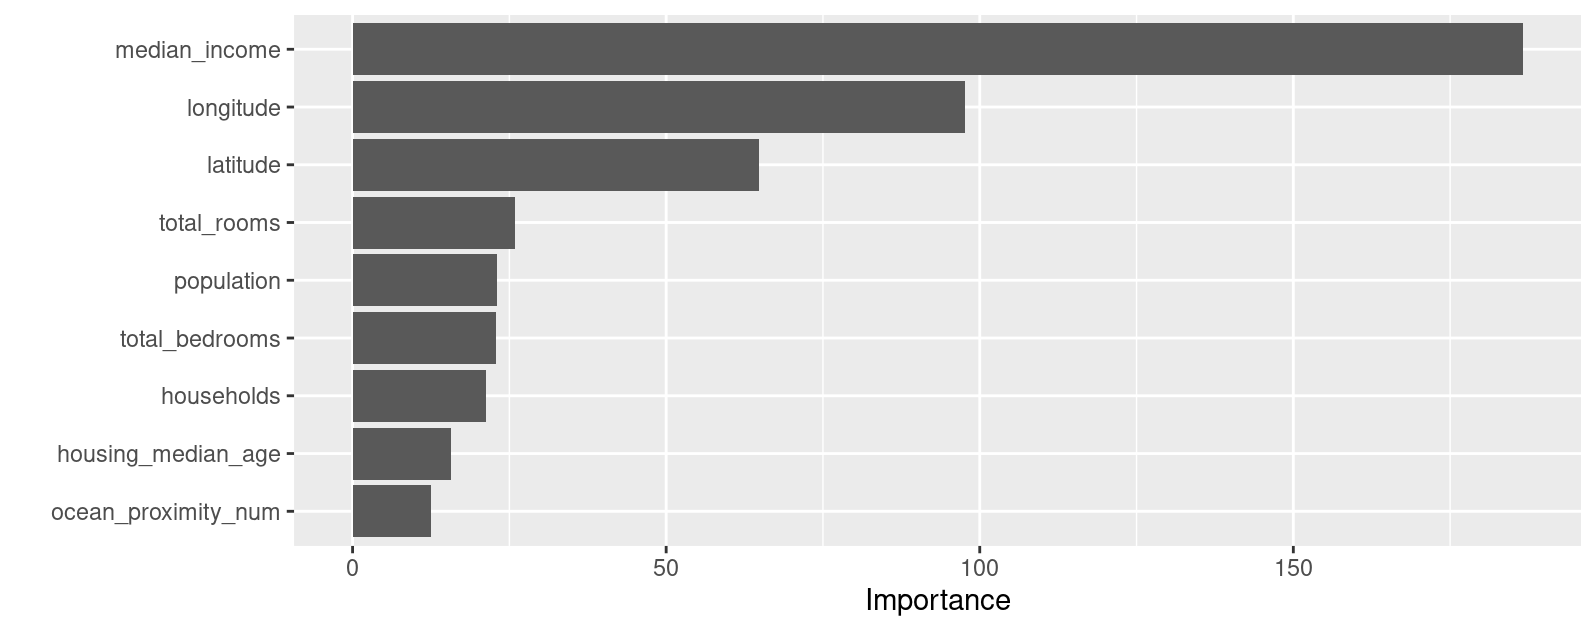 median_income
longitude
latitude
total_rooms
population
total_bedrooms
households
housing_median_age
ocean_proximity_num
0 50 100 150
Importance